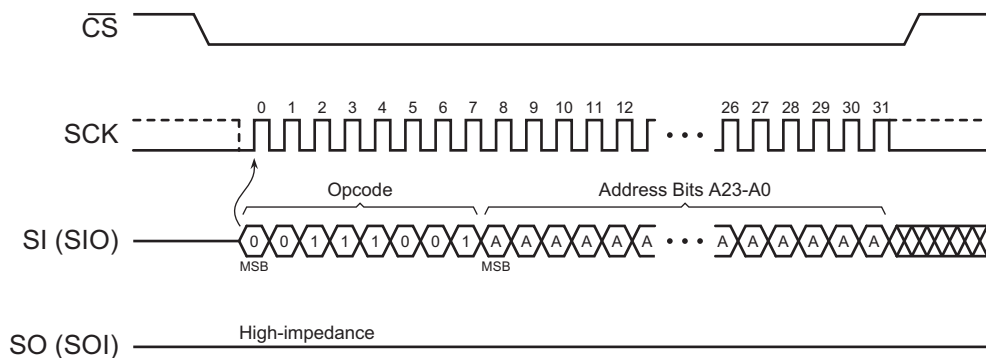 CS
0 1 2 3 4 5 6 7 8 9 10 11 12 26 27 28 29 30 31
SCK
Opcode Address Bits A23-A0
SI (SIO) 0 0 1 1 1 0 0 1 A A A A A A A A A A A A
MSB MSB
High-impedance
SO (SOI)